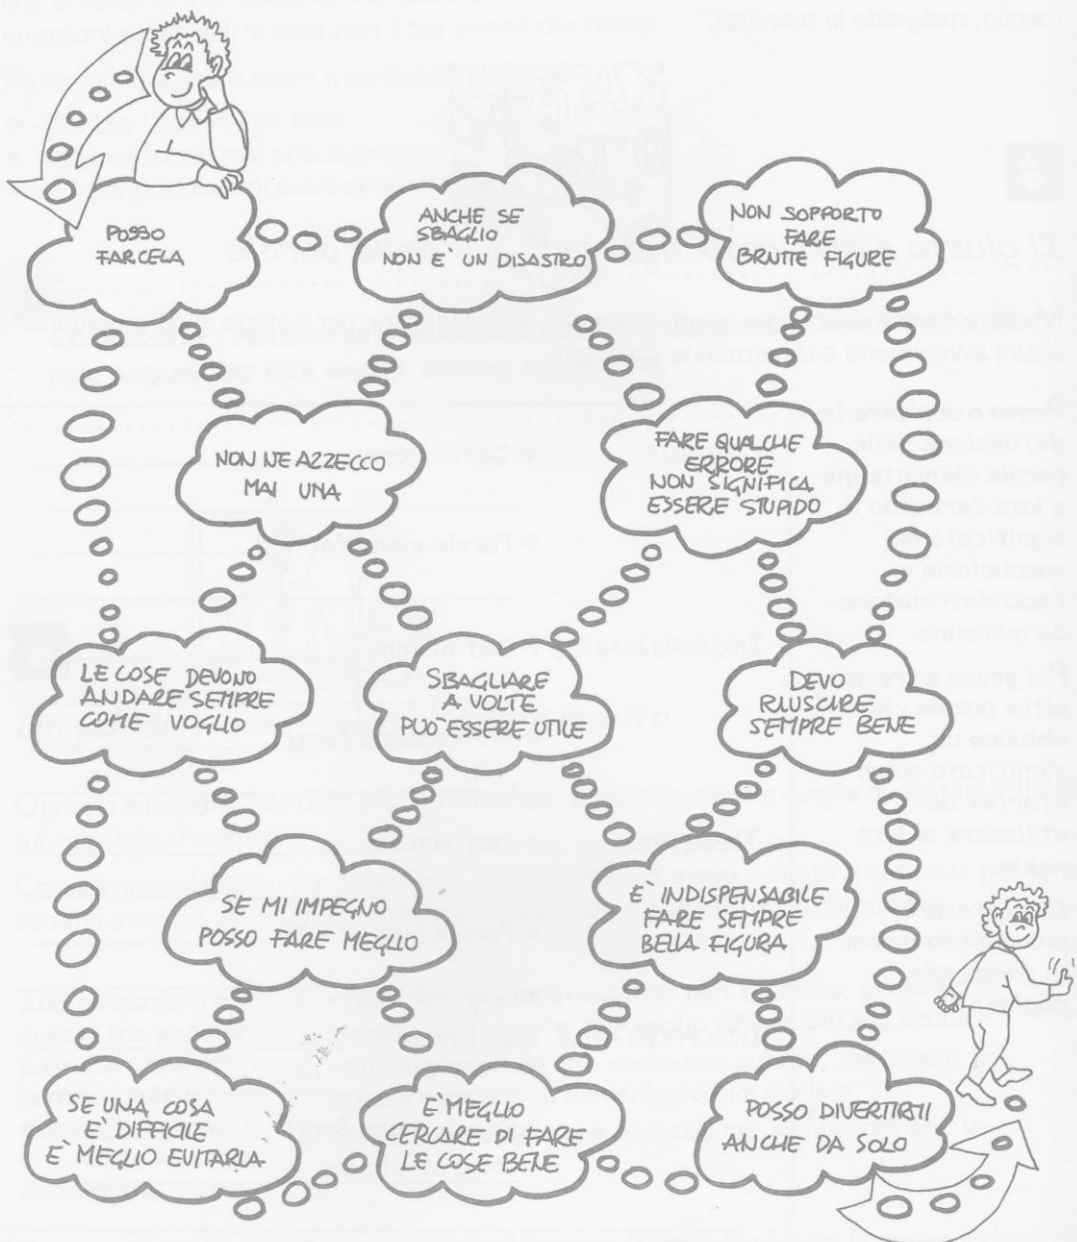 POSSO
FARCELA
ANCHE SE
SBAGLIO
NON E' UN DISASTRO
NON SOPPORTO
FARE
BRUTTE FIGURE
NON NE AZZECCO
MAI UNA
FARE QUALCHE
ERRORE
NON SIGNIFICA
ESSERE STUPIDO
LE COSE DEVONO
ANDARE SEMPRE
COME VOGLIO
SBAGLIARE
A VOLTE
PUÒ ESSERE UTILE
DEVO
RIUSCIRE
SEMPRE BENE
SE MI IMPEGNO
POSSO FARE MEGLIO
E' INDISPENSABILE
FARE SEMPRE
BELLA FIGURA
SE UNA COSA
E' DIFFICILE
E' MEGLIO EVITARLA
E' MEGLIO
CERCARE DI FARE
LE COSE BENE
POSSO DIVERTIRMI
ANCHE DA SOLO